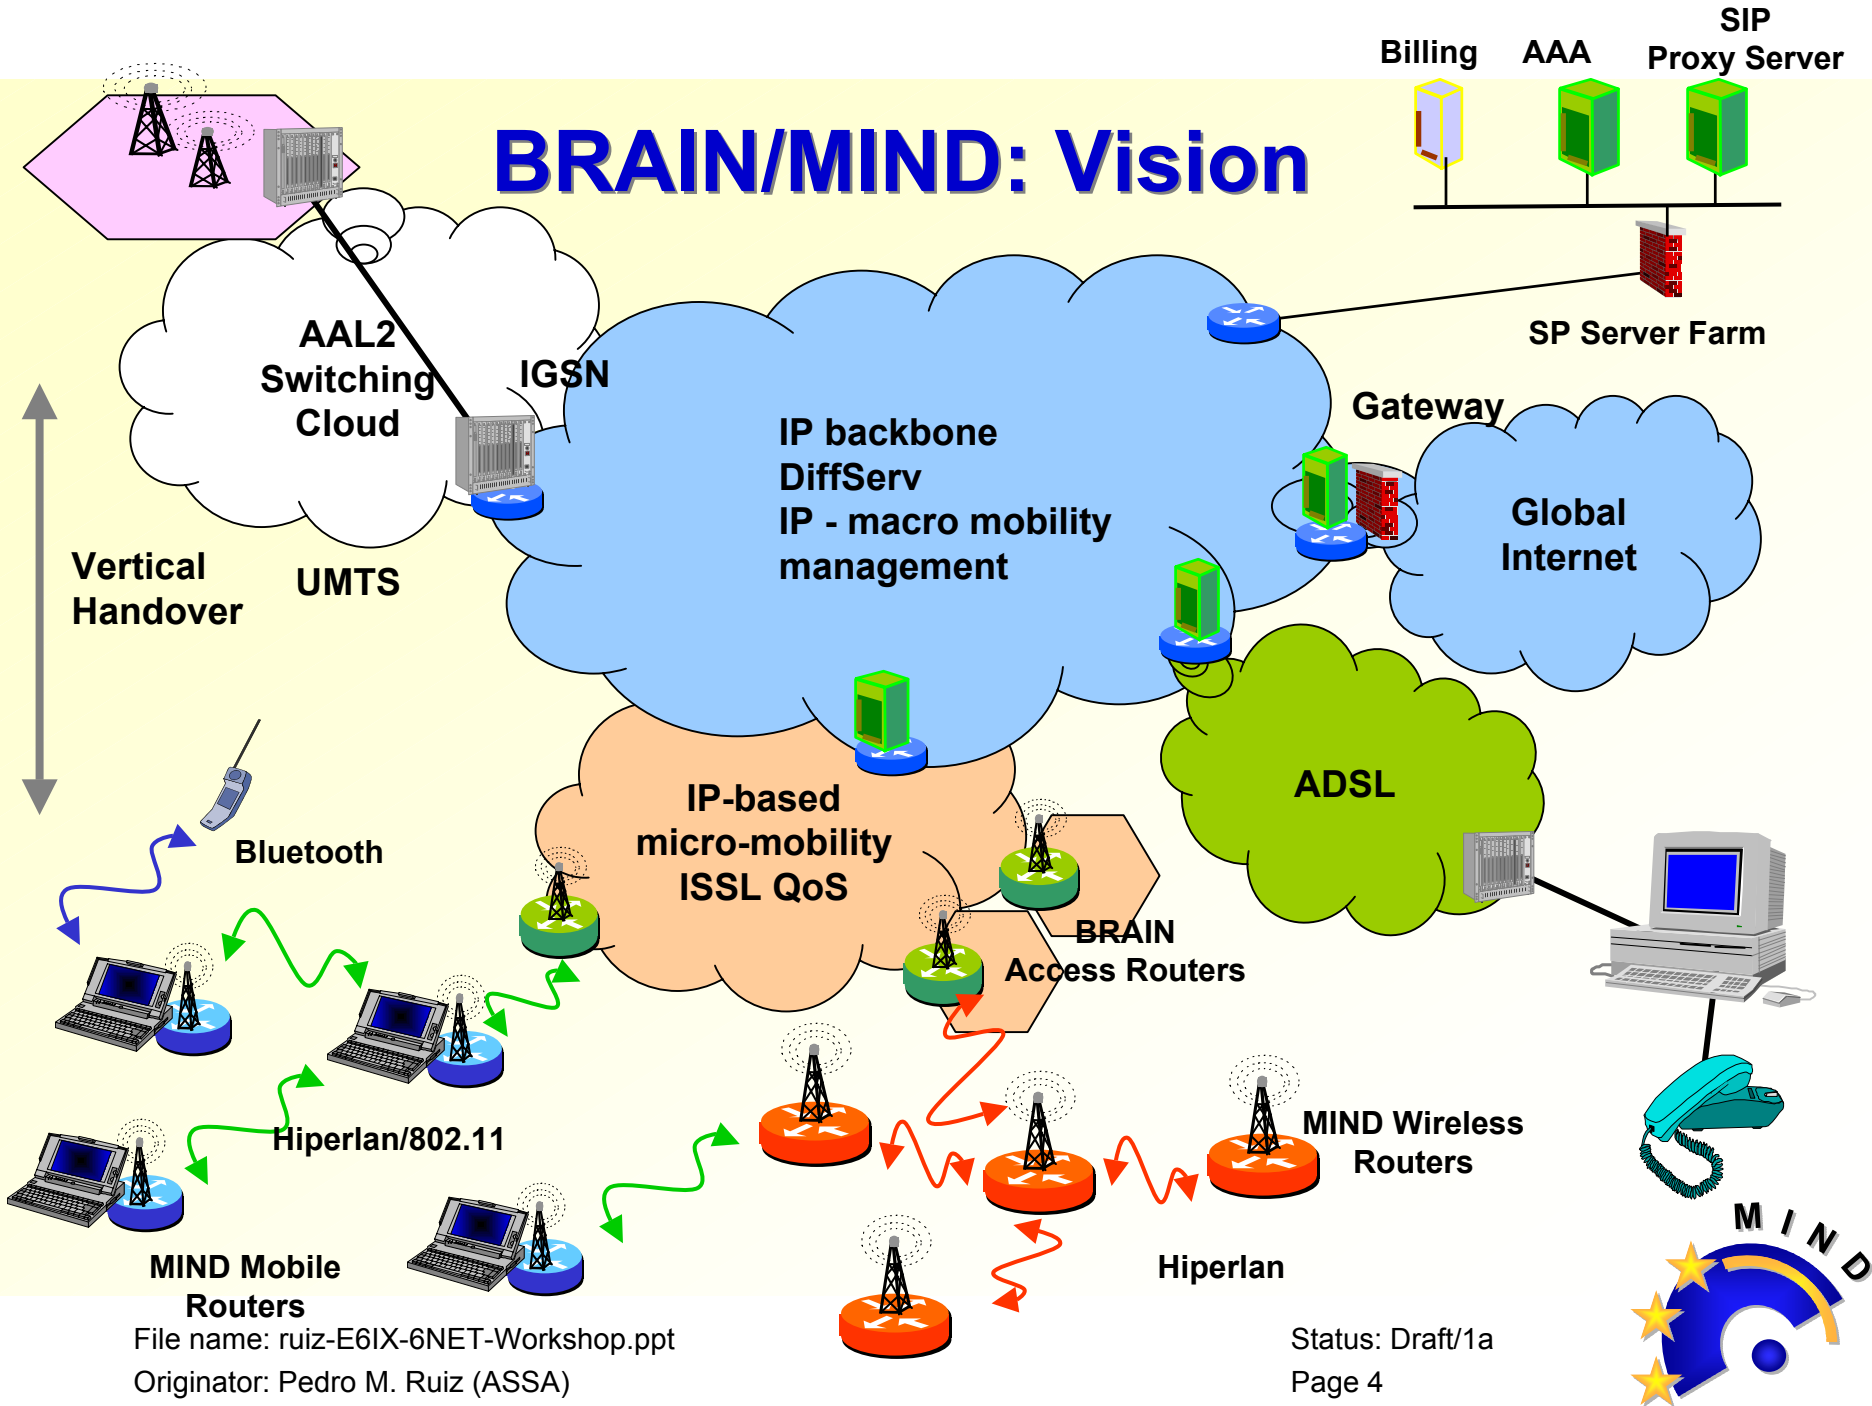 SIP
Billing AAA Proxy Server
BRAIN/MIND: Vision
SP Server Farm
AAL2
Switching
Cloud
IGSN
Gateway
IP backbone
DiffServ
IP - macro mobility
management
Global
Internet
Vertical
Handover
UMTS
ADSL
IP-based
micro-mobility
ISSL QoS
Bluetooth
BRAIN
Access Routers
Hiperlan/802.11
MIND Wireless
Routers
MIND Mobile
Routers
Hiperlan
MIND
File name: ruiz-E6IX-6NET-Workshop.ppt
Originator: Pedro M. Ruiz (ASSA)
Status: Draft/1a
Page 4